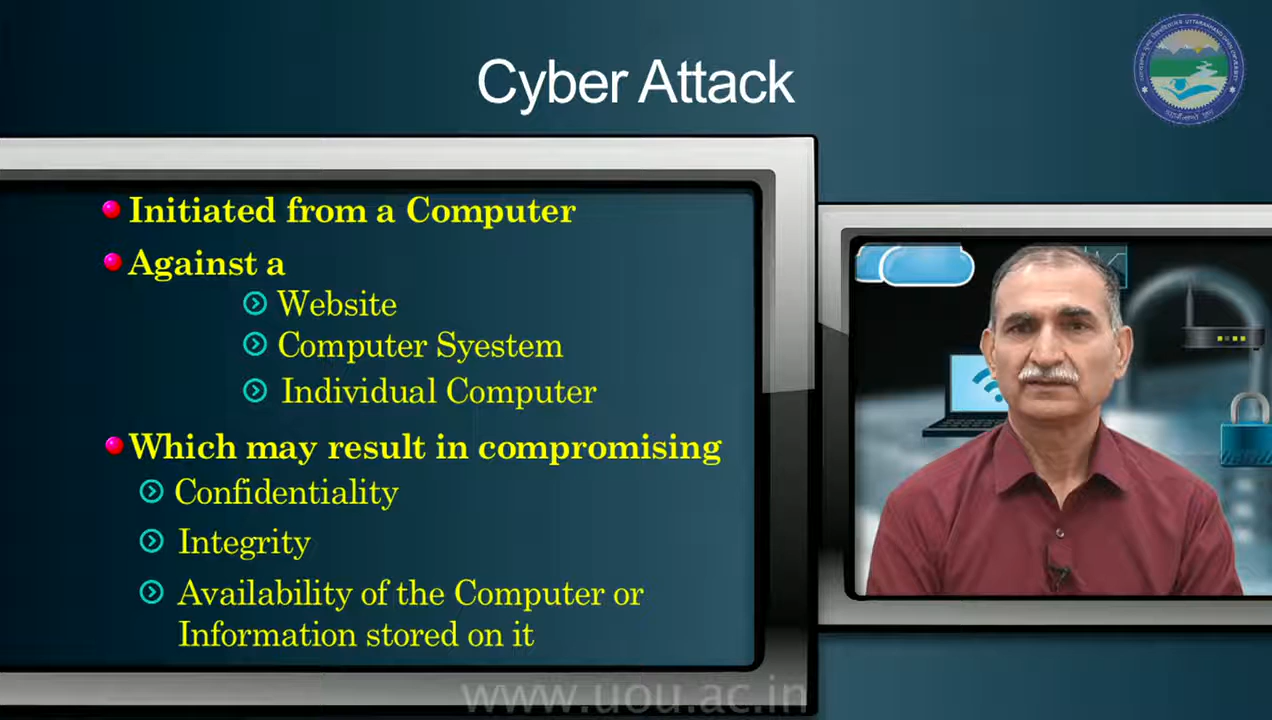 Cyber Attack
Initiated from a Computer
Against a
Website
Computer Syestem
Individual Computer
Which may result in compromising
Confidentiality
Integrity
Availability of the Computer or
Information stored on it
www.uou.ac.in